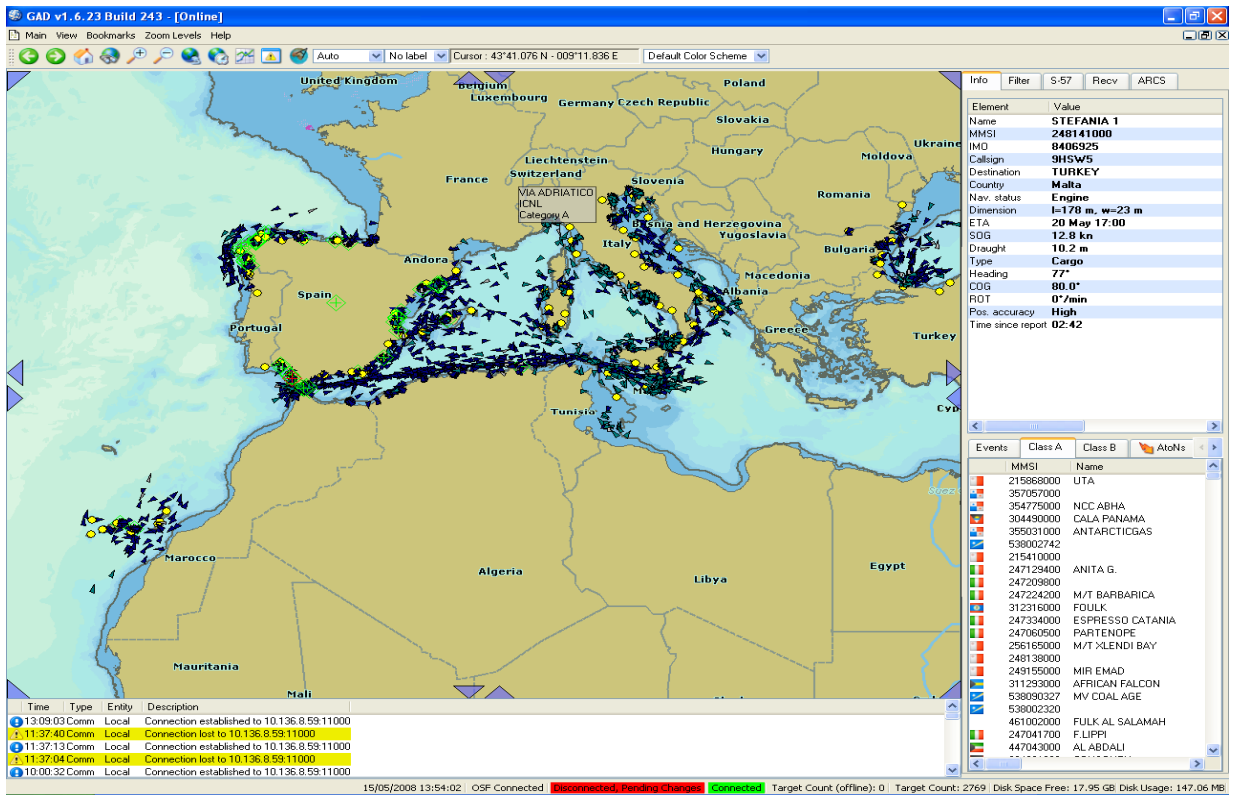 GAD v1.6.23 Build 243 - [Online]
Main View Bookmarks Zoom Levels Help
Auto No label Cursor : 43°41.076 N - 009°11.836 E Default Color Scheme
United Kingdom
Belgium
Poland
Luxembourg
Germany
Czech Republic
Slovakia
Ukraine
Hungary
Moldova
Liechtenstein
Switzerland
France
Slovenia
Romania
VIA ADRIATICO
ICNL
Category A
Bosnia and Herzegovina
Yugoslavia
Italy
Bulgaria
Andora
Macedonia
Albania
Spain
Portugal
Greece
Turkey
Cyp
Tunisia
Suez
Marocco
Algeria
Libya
Egypt
Mauritania
Mali
Info Filter S-57 Recv ARCS
Element Value
Name STEFANIA 1
MMSI 248141000
IMO 8406925
Callsign 9HSW5
Destination TURKEY
Country Malta
Nav. status Engine
Dimension l=178 m, w=23 m
ETA 20 May 17:00
SOG 12.8 kn
Draught 10.2 m
Type Cargo
Heading 77°
COG 80.0°
ROT 0°/min
Pos. accuracy High
Time since report 02:42
Events Class A Class B AtoNs
MMSI Name
215868000 UTA
357057000
354775000 NCC ABHA
304490000 CALA PANAMA
355031000 ANTARCTICGAS
538002742
215410000
247129400 ANITA G.
247209800
247224200 M/T BARBARICA
312316000 FOULK
247334000 ESPRESSO CATANIA
247060500 PARTENOPE
256165000 M/T XLENDI BAY
248138000
249155000 MIR EMAD
311293000 AFRICAN FALCON
538090327 MV COAL AGE
538002320
461002000 FULK AL SALAMAH
247041700 F.LIPPI
447043000 AL ABDALI
Time Type Entity Description
13:09:03 Comm Local Connection established to 10.136.8.59:11000
11:37:40 Comm Local Connection lost to 10.136.8.59:11000
11:37:13 Comm Local Connection established to 10.136.8.59:11000
11:37:04 Comm Local Connection lost to 10.136.8.59:11000
10:00:32 Comm Local Connection established to 10.136.8.59:11000
15/05/2008 13:54:02 OSF Connected Disconnected, Pending Changes Connected Target Count (offline): 0 Target Count: 2769 Disk Space Free: 17.95 GB Disk Usage: 147.06 MB